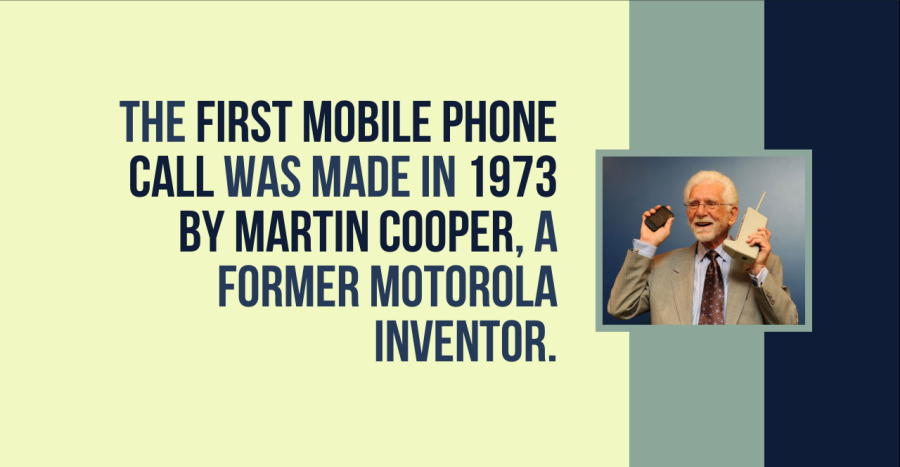 THE FIRST MOBILE PHONE
CALL WAS MADE IN 1973
BY MARTIN COOPER, A
FORMER MOTOROLA
INVENTOR.